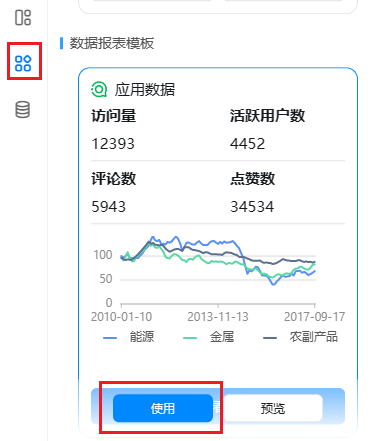 数据报表模板
应用数据
访问量 活跃用户数
12393 4452
评论数 点赞数
5943 34534
100
50
0
2010-01-10 2013-11-13 2017-09-17
能源 金属 农副产品
使用 预览